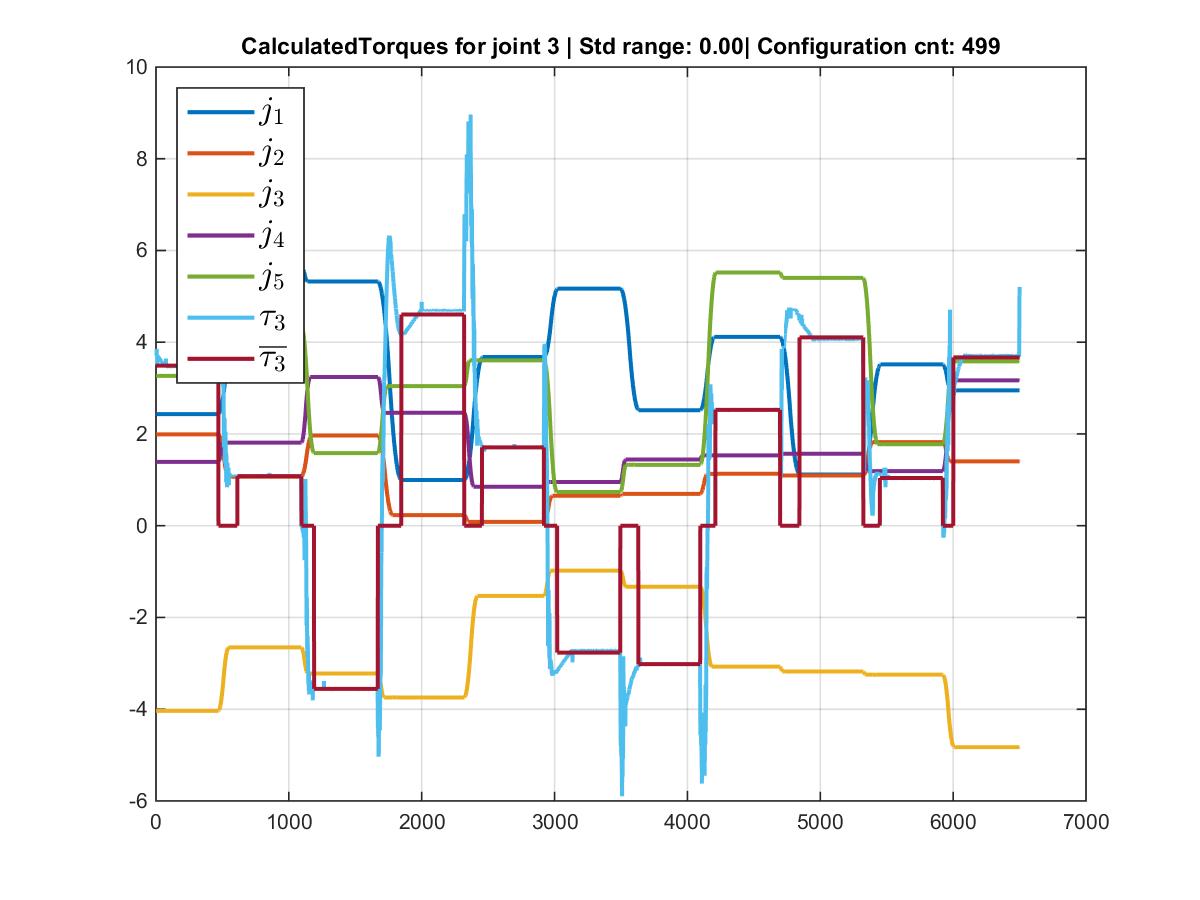 CalculatedTorques for joint 3 | Std range: 0.00| Configuration cnt: 499
10
8
6
4
2
0
-2
-4
-6
j₁
j₂
j₃
j₄
j₅
τ₃
τ̅₃
0 1000 2000 3000 4000 5000 6000 7000